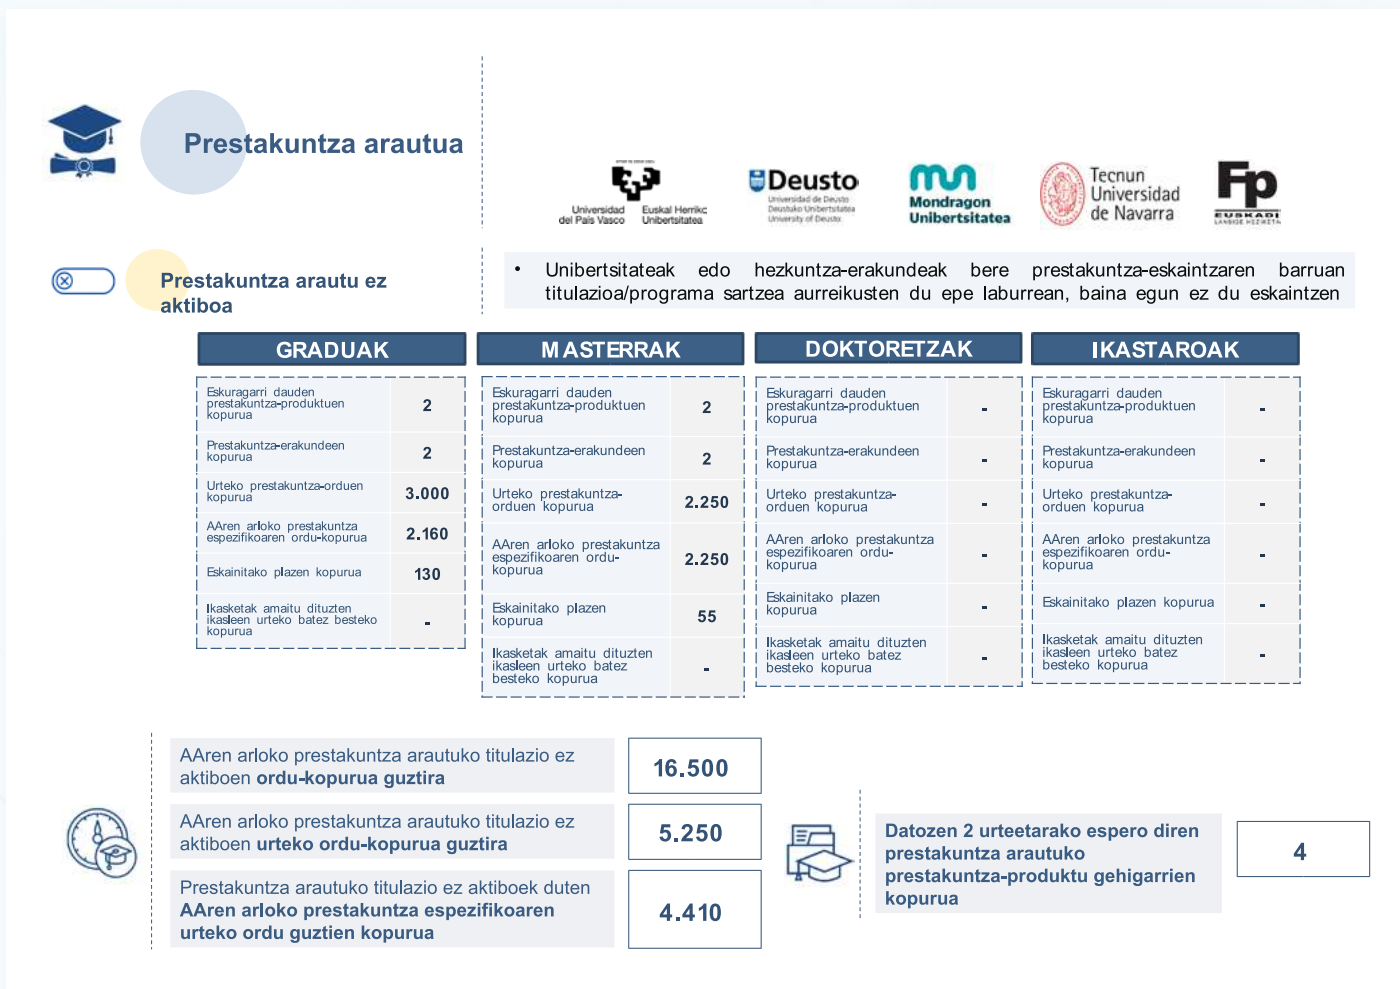 Prestakuntza arautua
Universidad
del País Vasco
Euskal Herriko
Unibertsitatea
Deusto
Universidad de Deusto
Deustuko Unibertsitatea
University of Deusto
Mondragon
Unibertsitatea
Tecnun
Universidad
de Navarra
Fp
EUSKADI
LANBIDE HEZIKETA
Prestakuntza arautu ez
aktiboa
• Unibertsitateak edo hezkuntza-erakundeak bere prestakuntza-eskaintzaren barruan
titulazioa/programa sartzea aurreikusten du epe laburrean, baina egun ez du eskaintzen
GRADUAK
Eskuragarri dauden
prestakuntza-produktuen
kopurua
2
Prestakuntza-erakundeen
kopurua
2
Urteko prestakuntza-orduen
kopurua
3.000
AAren arloko prestakuntza
espezifikoaren ordu-kopurua
2.160
Eskainitako plazen kopurua
130
Ikasketak amaitu dituzten
ikasleen urteko batez besteko
kopurua
-
MASTERRAK
Eskuragarri dauden
prestakuntza-produktuen
kopurua
2
Prestakuntza-erakundeen
kopurua
2
Urteko prestakuntza-
orduen kopurua
2.250
AAren arloko prestakuntza
espezifikoaren ordu-
kopurua
2.250
Eskainitako plazen
kopurua
55
Ikasketak amaitu dituzten
ikasleen urteko batez
besteko kopurua
-
DOKTORETZAK
Eskuragarri dauden
prestakuntza-produktuen
kopurua
-
Prestakuntza-erakundeen
kopurua
-
Urteko prestakuntza-
orduen kopurua
-
AAren arloko prestakuntza
espezifikoaren ordu-
kopurua
-
Eskainitako plazen
kopurua
-
Ikasketak amaitu dituzten
ikasleen urteko batez
besteko kopurua
-
IKASTAROAK
Eskuragarri dauden
prestakuntza-produktuen
kopurua
-
Prestakuntza-erakundeen
kopurua
-
Urteko prestakuntza-
orduen kopurua
-
AAren arloko prestakuntza
espezifikoaren ordu-
kopurua
-
Eskainitako plazen kopurua
-
Ikasketak amaitu dituzten
ikasleen urteko batez
besteko kopurua
-
AAren arloko prestakuntza arautuko titulazio ez
aktiboen ordu-kopurua guztira
16.500
AAren arloko prestakuntza arautuko titulazio ez
aktiboen urteko ordu-kopurua guztira
5.250
Prestakuntza arautuko titulazio ez aktiboek duten
AAren arloko prestakuntza espezifikoaren
urteko ordu guztien kopurua
4.410
Datozen 2 urteetarako espero diren
prestakuntza arautuko
prestakuntza-produktu gehigarrien
kopurua
4